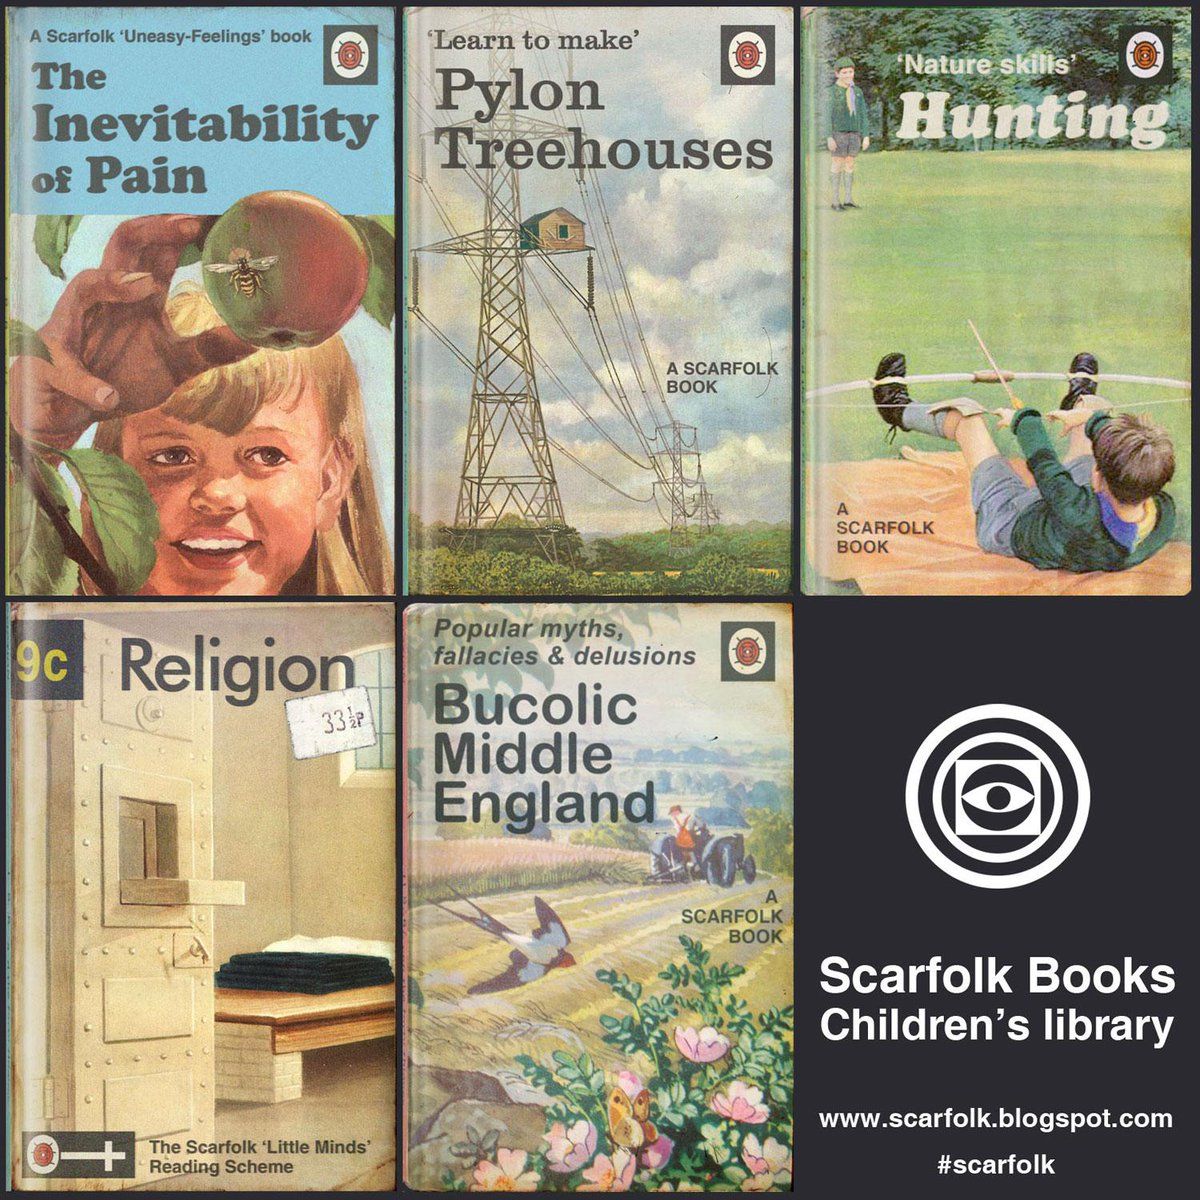 A Scarfolk 'Uneasy-Feelings' book
The
Inevitability
of Pain
'Learn to make'
Pylon
Treehouses
A SCARFOLK
BOOK
'Nature skills'
Hunting
A
SCARFOLK
BOOK
9c
Religion
33½P
The Scarfolk 'Little Minds'
Reading Scheme
Popular myths,
fallacies & delusions
Bucolic
Middle
England
A
SCARFOLK
BOOK
Scarfolk Books
Children's library
www.scarfolk.blogspot.com
#scarfolk